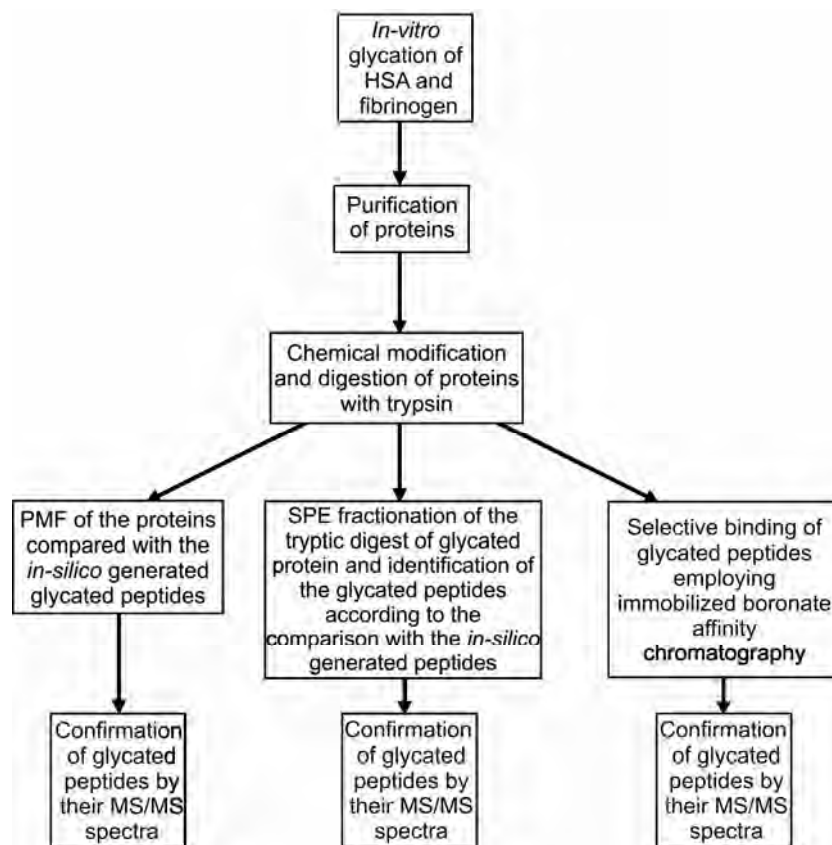 In-vitro
glycation of
HSA and
fibrinogen
Purification
of proteins
Chemical modification
and digestion of proteins
with trypsin
PMF of the proteins
compared with the
in-silico generated
glycated peptides
SPE fractionation of the
tryptic digest of glycated
protein and identification of
the glycated peptides
according to the
comparison with the in-silico
generated peptides
Selective binding of
glycated peptides
employing
immobilized boronate
affinity
chromatography
Confirmation
of glycated
peptides by
their MS/MS
spectra
Confirmation
of glycated
peptides by
their MS/MS
spectra
Confirmation
of glycated
peptides by
their MS/MS
spectra